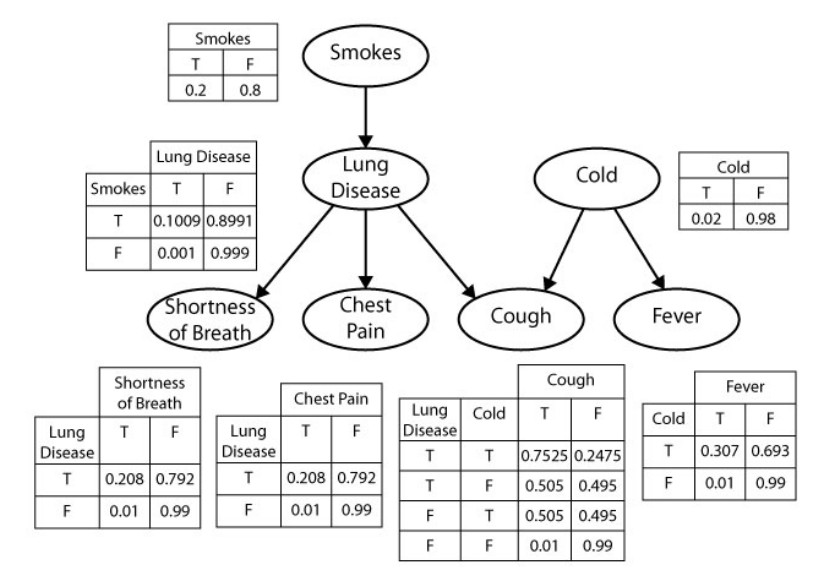 Smokes
T F
0.2 0.8
Smokes
Lung Disease
Smokes T F
T 0.1009 0.8991
F 0.001 0.999
Lung
Disease
Cold
Cold
T F
0.02 0.98
Shortness
of Breath
Chest
Pain
Cough
Fever
Shortness
of Breath
Lung
Disease
T F
T 0.208 0.792
F 0.01 0.99
Chest Pain
Lung
Disease
T F
T 0.208 0.792
F 0.01 0.99
Cough
Lung
Disease
Cold T F
T T 0.7525 0.2475
T F 0.505 0.495
F T 0.505 0.495
F F 0.01 0.99
Fever
Cold T F
T 0.307 0.693
F 0.01 0.99